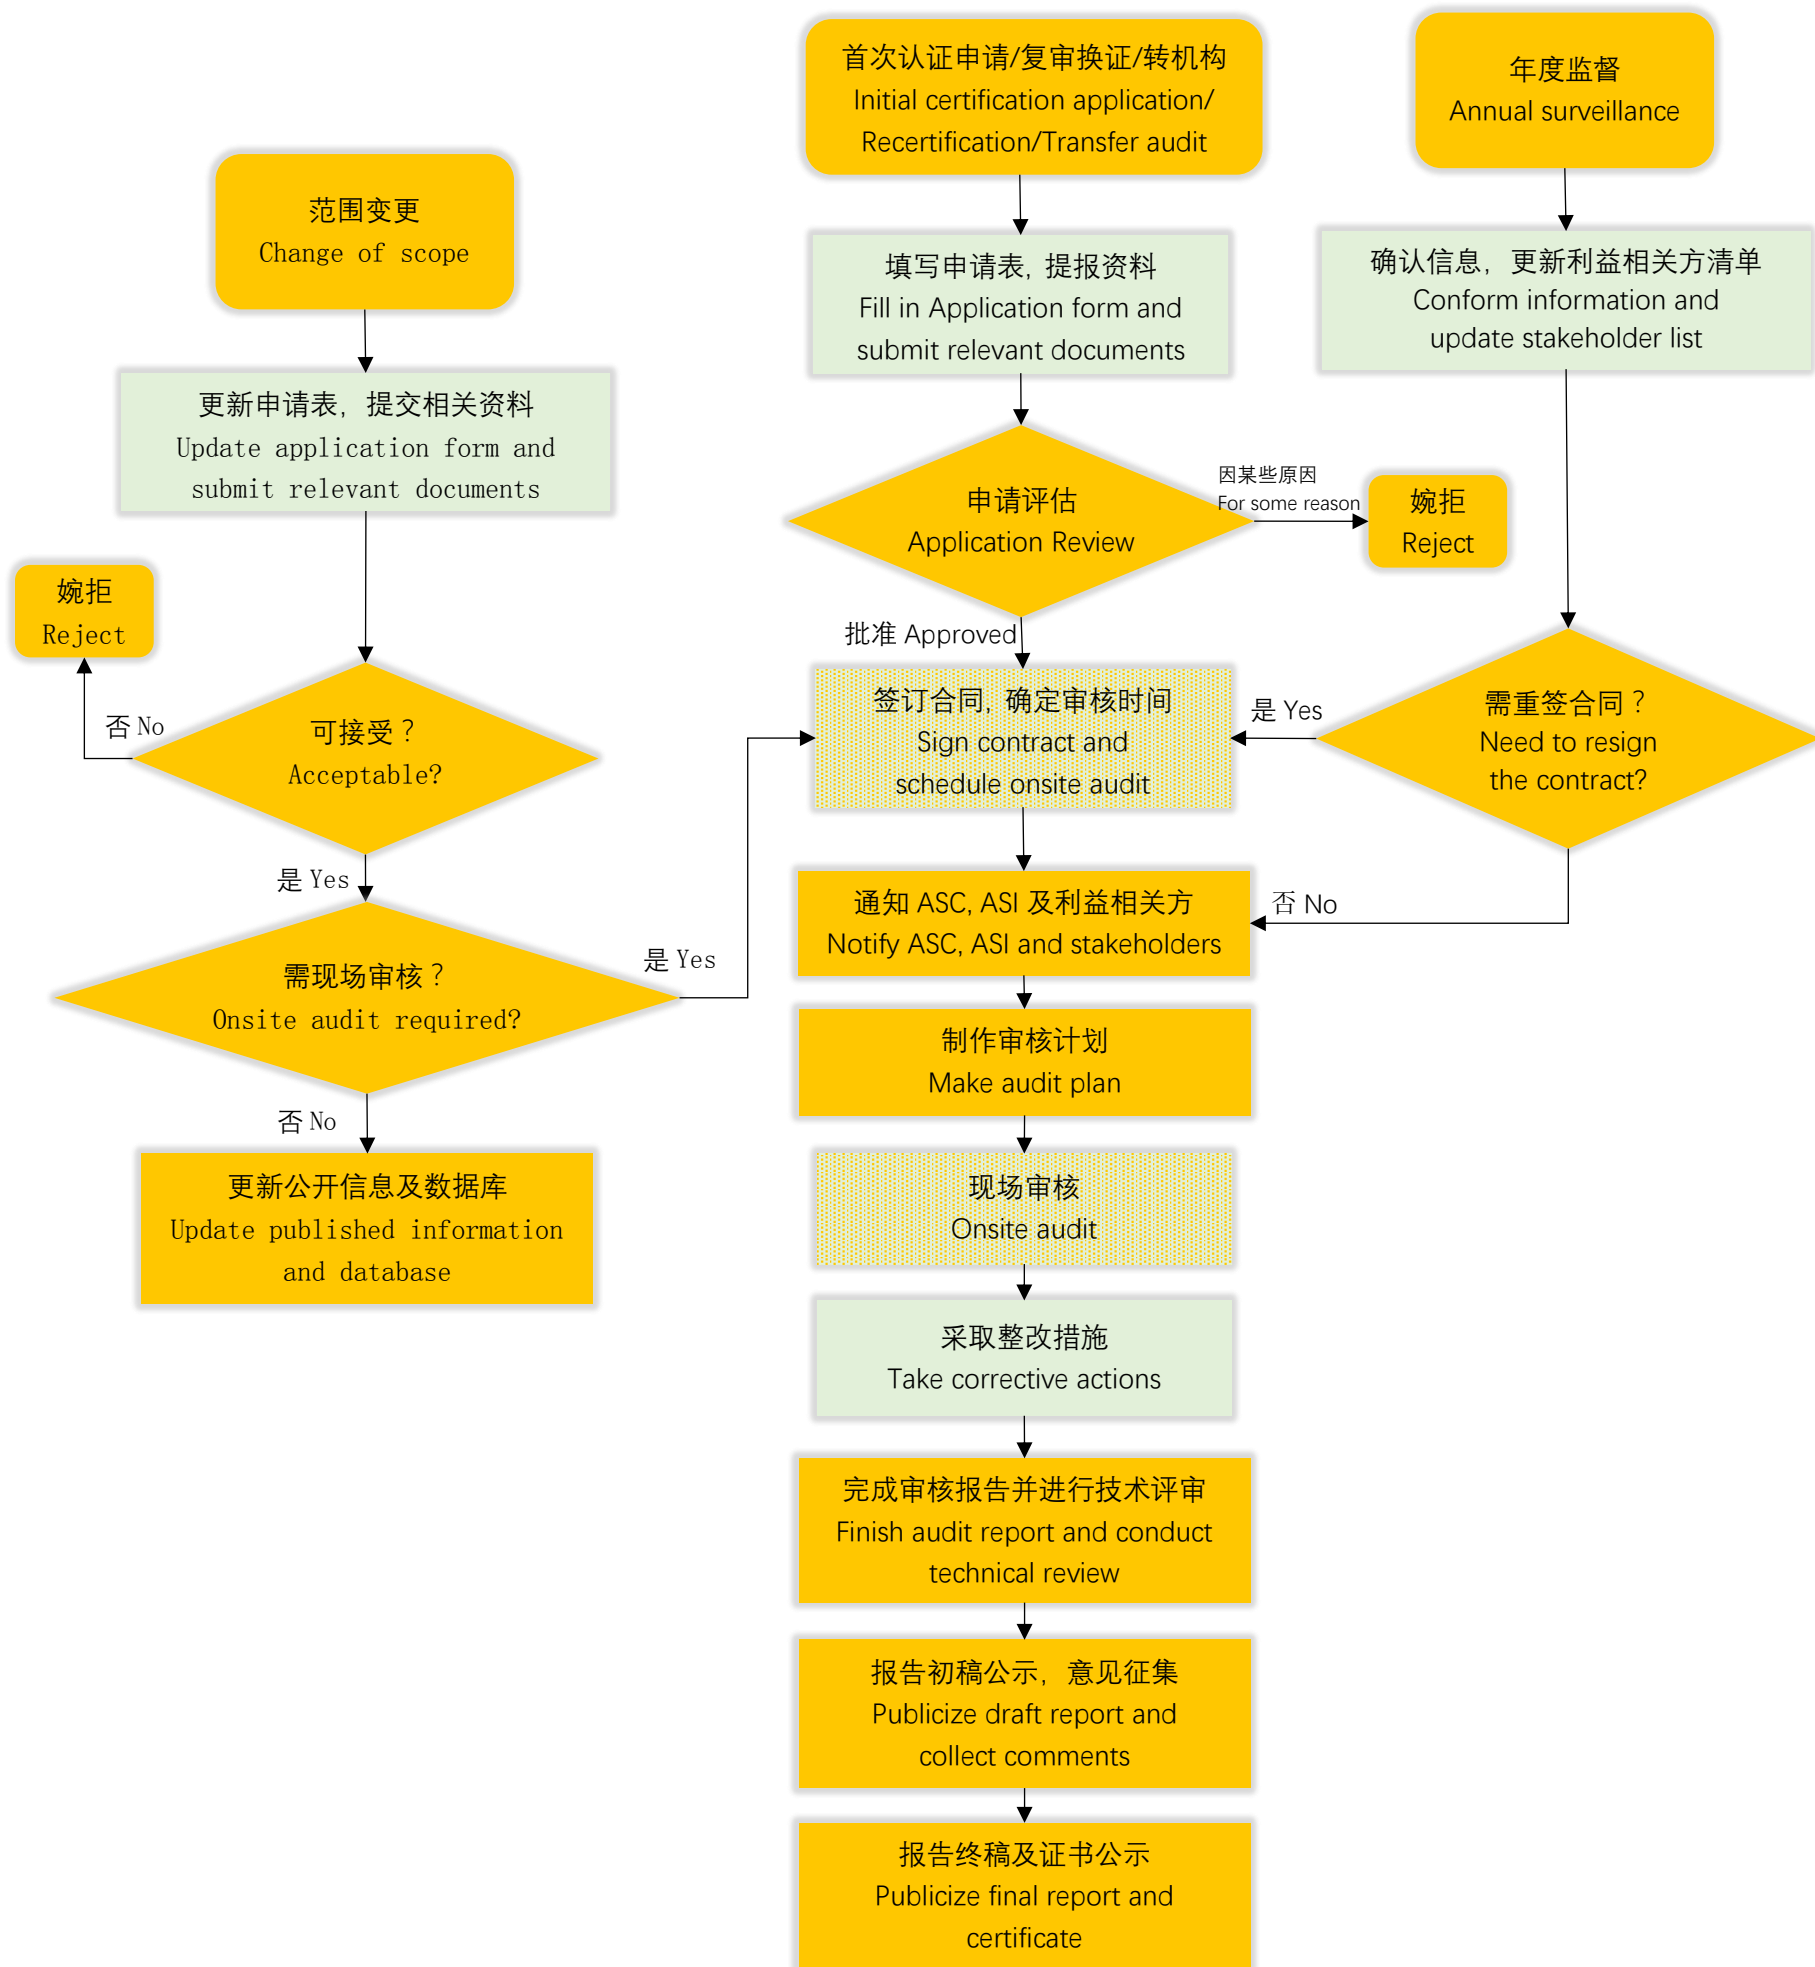 首次认证申请/复审换证/转机构
Initial certification application/
Recertification/Transfer audit
年度监督
Annual surveillance
范围变更
Change of scope
填写申请表, 提报资料
Fill in Application form and
submit relevant documents
确认信息，更新利益相关方清单
Conform information and
update stakeholder list
更新申请表，提交相关资料
Update application form and
submit relevant documents
申请评估
Application Review
因某些原因
For some reason
婉拒
Reject
婉拒
Reject
批准 Approved
否 No
可接受？
Acceptable?
签订合同, 确定审核时间
Sign contract and
schedule onsite audit
是 Yes
需重签合同？
Need to resign
the contract?
是 Yes
通知 ASC, ASI 及利益相关方
Notify ASC, ASI and stakeholders
否 No
需现场审核？
Onsite audit required?
是 Yes
制作审核计划
Make audit plan
否 No
更新公开信息及数据库
Update published information
and database
现场审核
Onsite audit
采取整改措施
Take corrective actions
完成审核报告并进行技术评审
Finish audit report and conduct
technical review
报告初稿公示，意见征集
Publicize draft report and
collect comments
报告终稿及证书公示
Publicize final report and
certificate